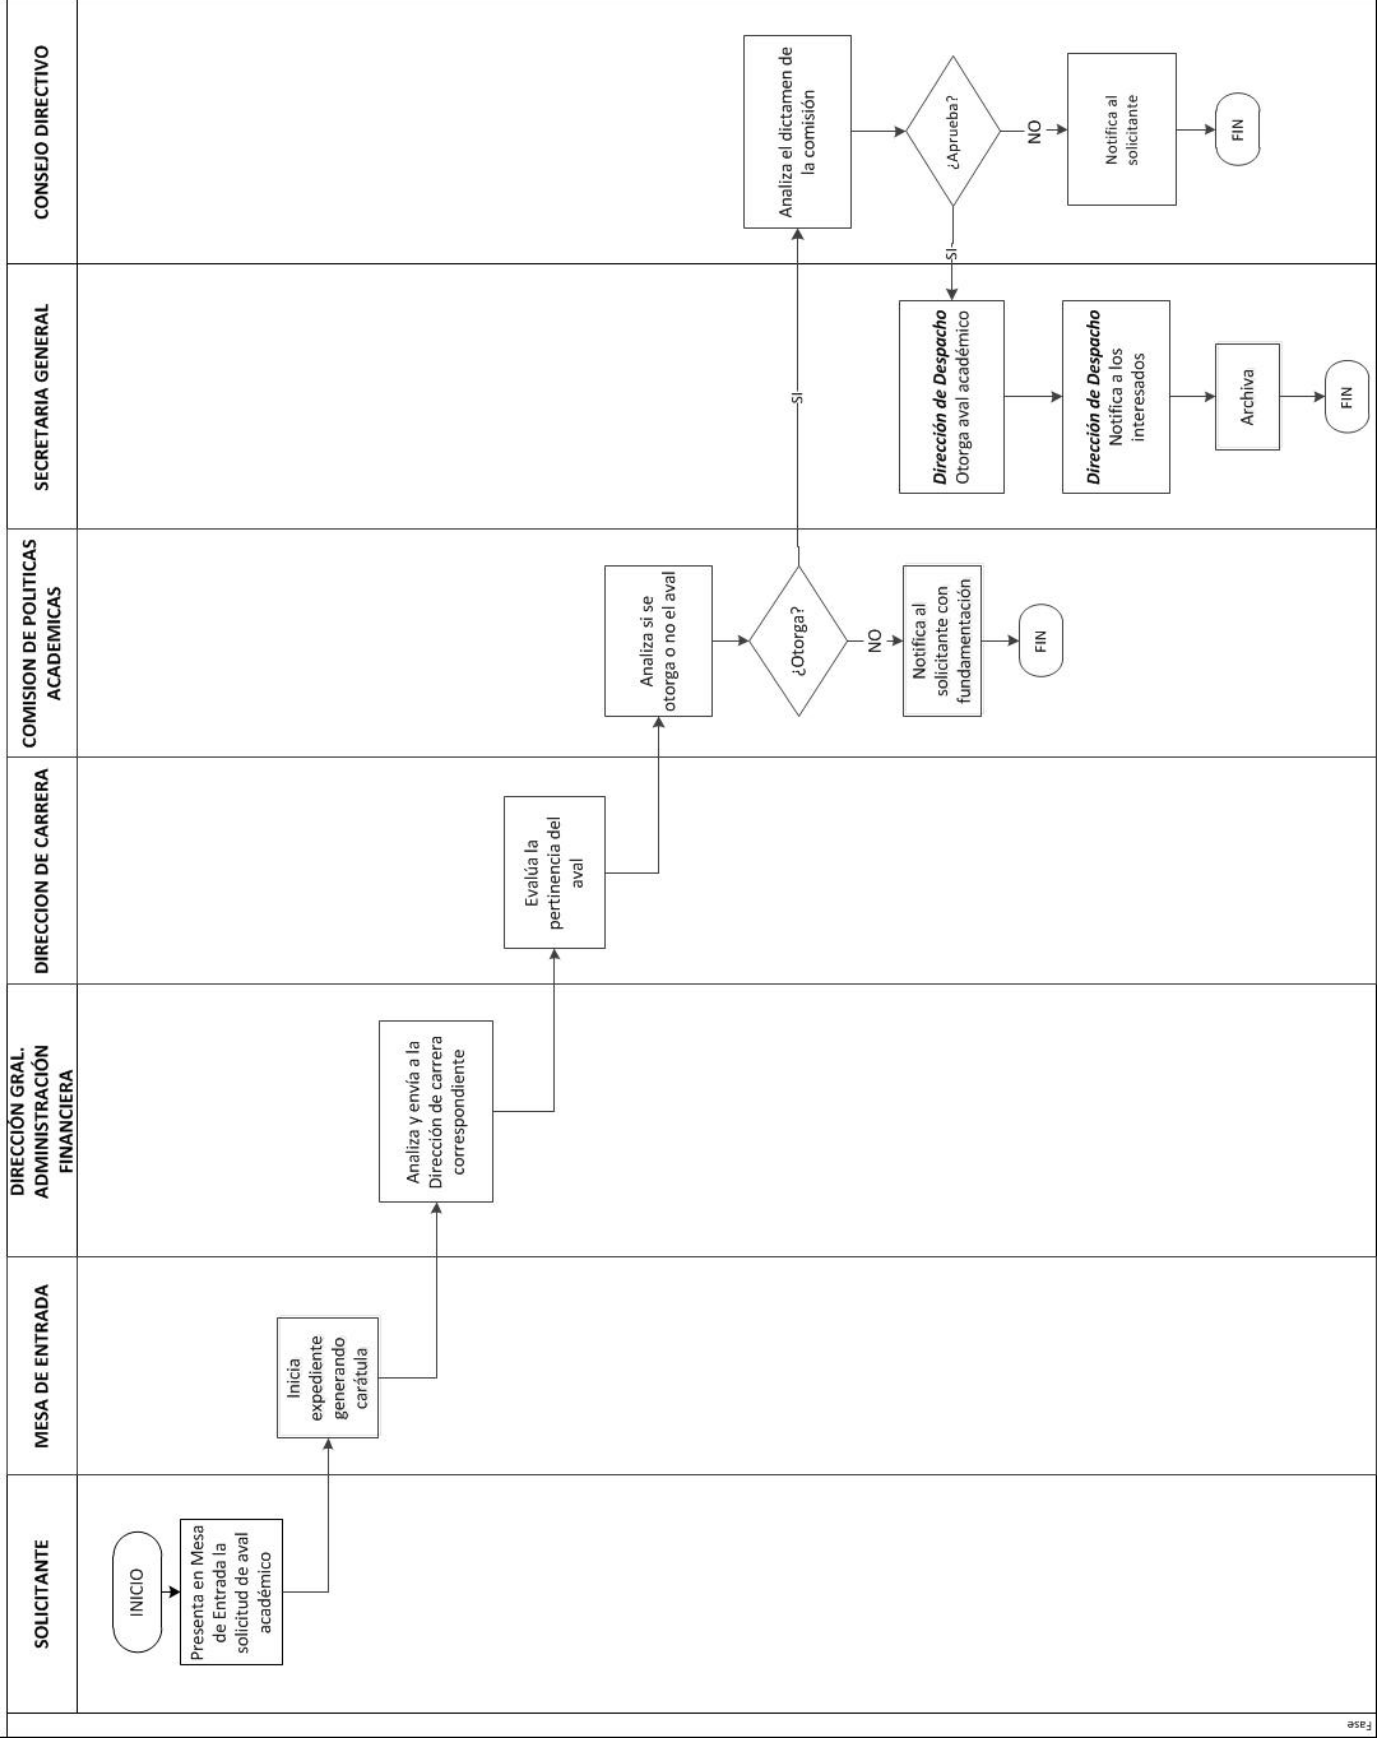 SOLICITANTE
MESA DE ENTRADA
DIRECCIÓN GRAL.
ADMINISTRACIÓN
FINANCIERA
DIRECCION DE CARRERA
COMISION DE POLITICAS
ACADEMICAS
SECRETARIA GENERAL
CONSEJO DIRECTIVO
INICIO
Presenta en Mesa
de Entrada la
solicitud de aval
académico
Inicia
expediente
generando
carátula
Analiza y envía a la
Dirección de carrera
correspondiente
Evalúa la
pertinencia del
aval
Analiza si se
otorga o no el aval
¿Otorga?
SI
NO
Notifica al
solicitante con
fundamentación
FIN
Analiza el dictamen de
la comisión
¿Aprueba?
SI
NO
Notifica al
solicitante
FIN
Dirección de Despacho
Otorga aval académico
Dirección de Despacho
Notifica a los
interesados
Archiva
FIN
Fase